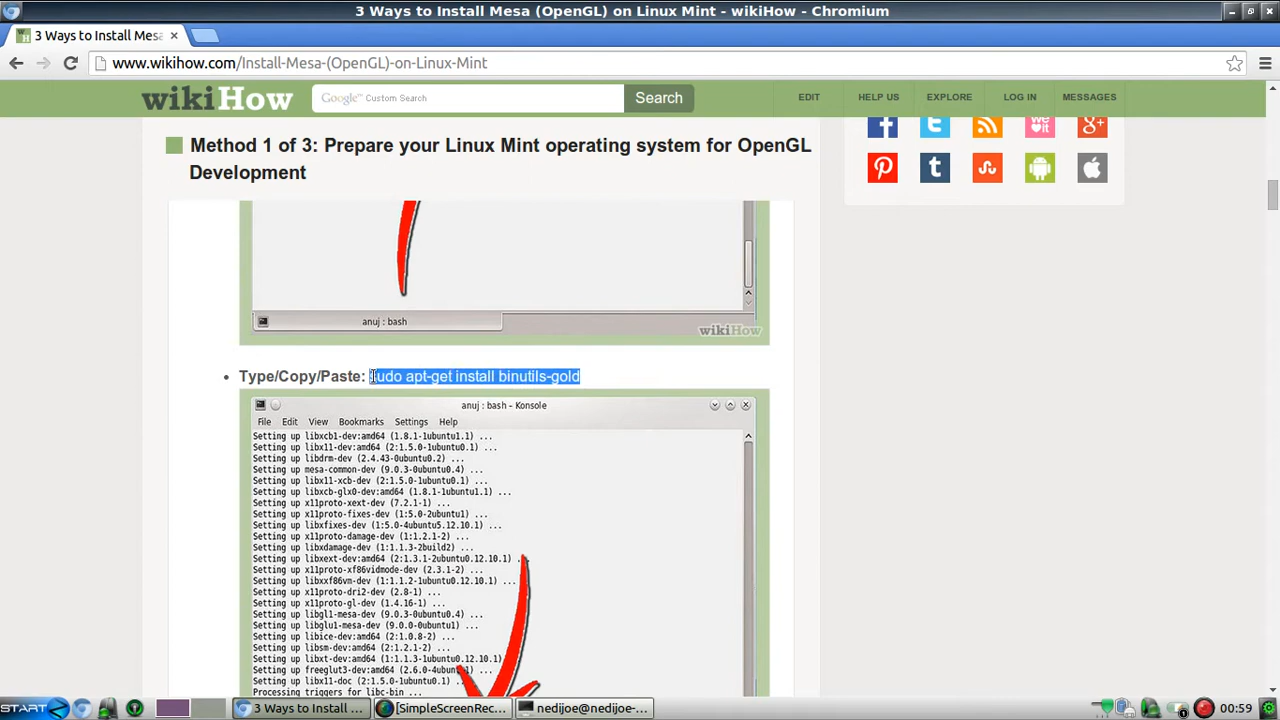 3 Ways to Install Mesa (OpenGL) on Linux Mint - wikiHow - Chromium
3 Ways to Install Mesa
www.wikihow.com/Install-Mesa-(OpenGL)-on-Linux-Mint
wikiHow
Google™ Custom Search
Search
EDIT
HELP US
EXPLORE
LOG IN
MESSAGES
Method 1 of 3: Prepare your Linux Mint operating system for OpenGL
Development
we
it
anuj : bash
wikiHow
Type/Copy/Paste: sudo apt-get install binutils-gold
anuj : bash - Konsole
File Edit View Bookmarks Settings Help
Setting up libxcb1-dev:amd64 (1.8.1-1ubuntu1.1) ...
Setting up libx11-dev:amd64 (2:1.5.0-1ubuntu0.1) ...
Setting up libdrm-dev (2.4.43-0ubuntu0.2) ...
Setting up mesa-common-dev (9.0.3-0ubuntu0.4) ...
Setting up libx11-xcb-dev (2:1.5.0-1ubuntu0.1) ...
Setting up libxcb-glx0-dev:amd64 (1.8.1-1ubuntu1.1) ...
Setting up x11proto-xext-dev (7.2.1-1) ...
Setting up x11proto-fixes-dev (1:5.0-2ubuntu1) ...
Setting up libxfixes-dev (1:5.0-4ubuntu5.12.10.1) ...
Setting up x11proto-damage-dev (1:1.2.1-2) ...
Setting up libxdamage-dev (1:1.1.3-2build2) ...
Setting up libxext-dev:amd64 (2:1.3.1-2ubuntu0.12.10.1) ...
Setting up x11proto-xf86vidmode-dev (2.3.1-2) ...
Setting up libxxf86vm-dev (1:1.1.2-1ubuntu0.12.10.1) ...
Setting up x11proto-dri2-dev (2.8-1) ...
Setting up x11proto-gl-dev (1.4.16-1) ...
Setting up libgl1-mesa-dev (9.0.3-0ubuntu0.4) ...
Setting up libglu1-mesa-dev (9.0.0-0ubuntu1) ...
Setting up libice-dev:amd64 (2:1.0.8-2) ...
Setting up libsm-dev:amd64 (2:1.2.1-2) ...
Setting up libxt-dev:amd64 (1:1.1.3-1ubuntu0.12.10.1)
Setting up freeglut3-dev:amd64 (2.6.0-4ubuntu1) ...
Setting up libx11-doc (2:1.5.0-1ubuntu0.1) ...
Processing triggers for libc-bin ...
START
3 Ways to Install ...
[SimpleScreenRec...
nedijoe@nedijoe-...
00:59